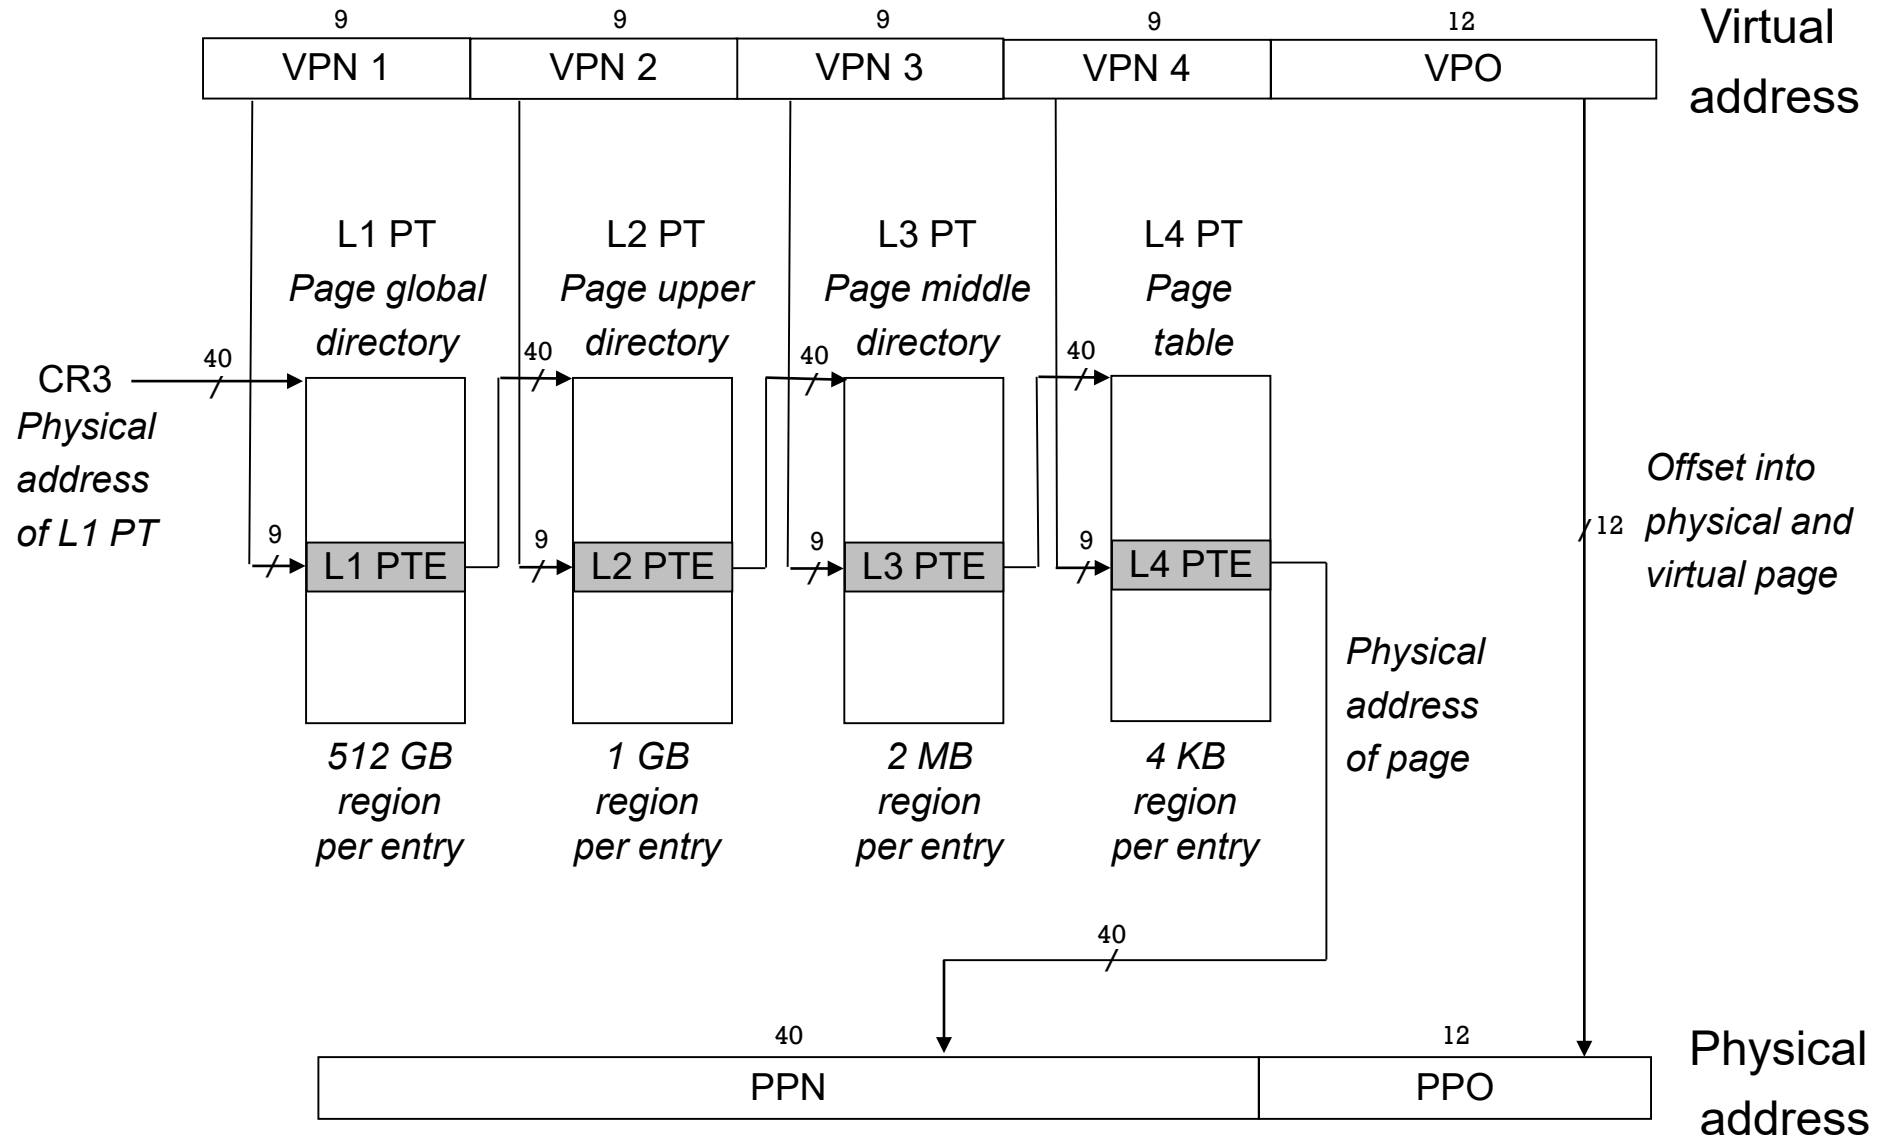 9
9
9
9
12
Virtual
address
VPN 1
VPN 2
VPN 3
VPN 4
VPO
L1 PT
Page global
directory
L2 PT
Page upper
directory
L3 PT
Page middle
directory
L4 PT
Page
table
CR3
Physical
address
of L1 PT
40
40
40
40
9
9
9
9
L1 PTE
L2 PTE
L3 PTE
L4 PTE
12
Offset into
physical and
virtual page
512 GB
region
per entry
1 GB
region
per entry
2 MB
region
per entry
4 KB
region
per entry
Physical
address
of page
40
40
12
PPN
PPO
Physical
address